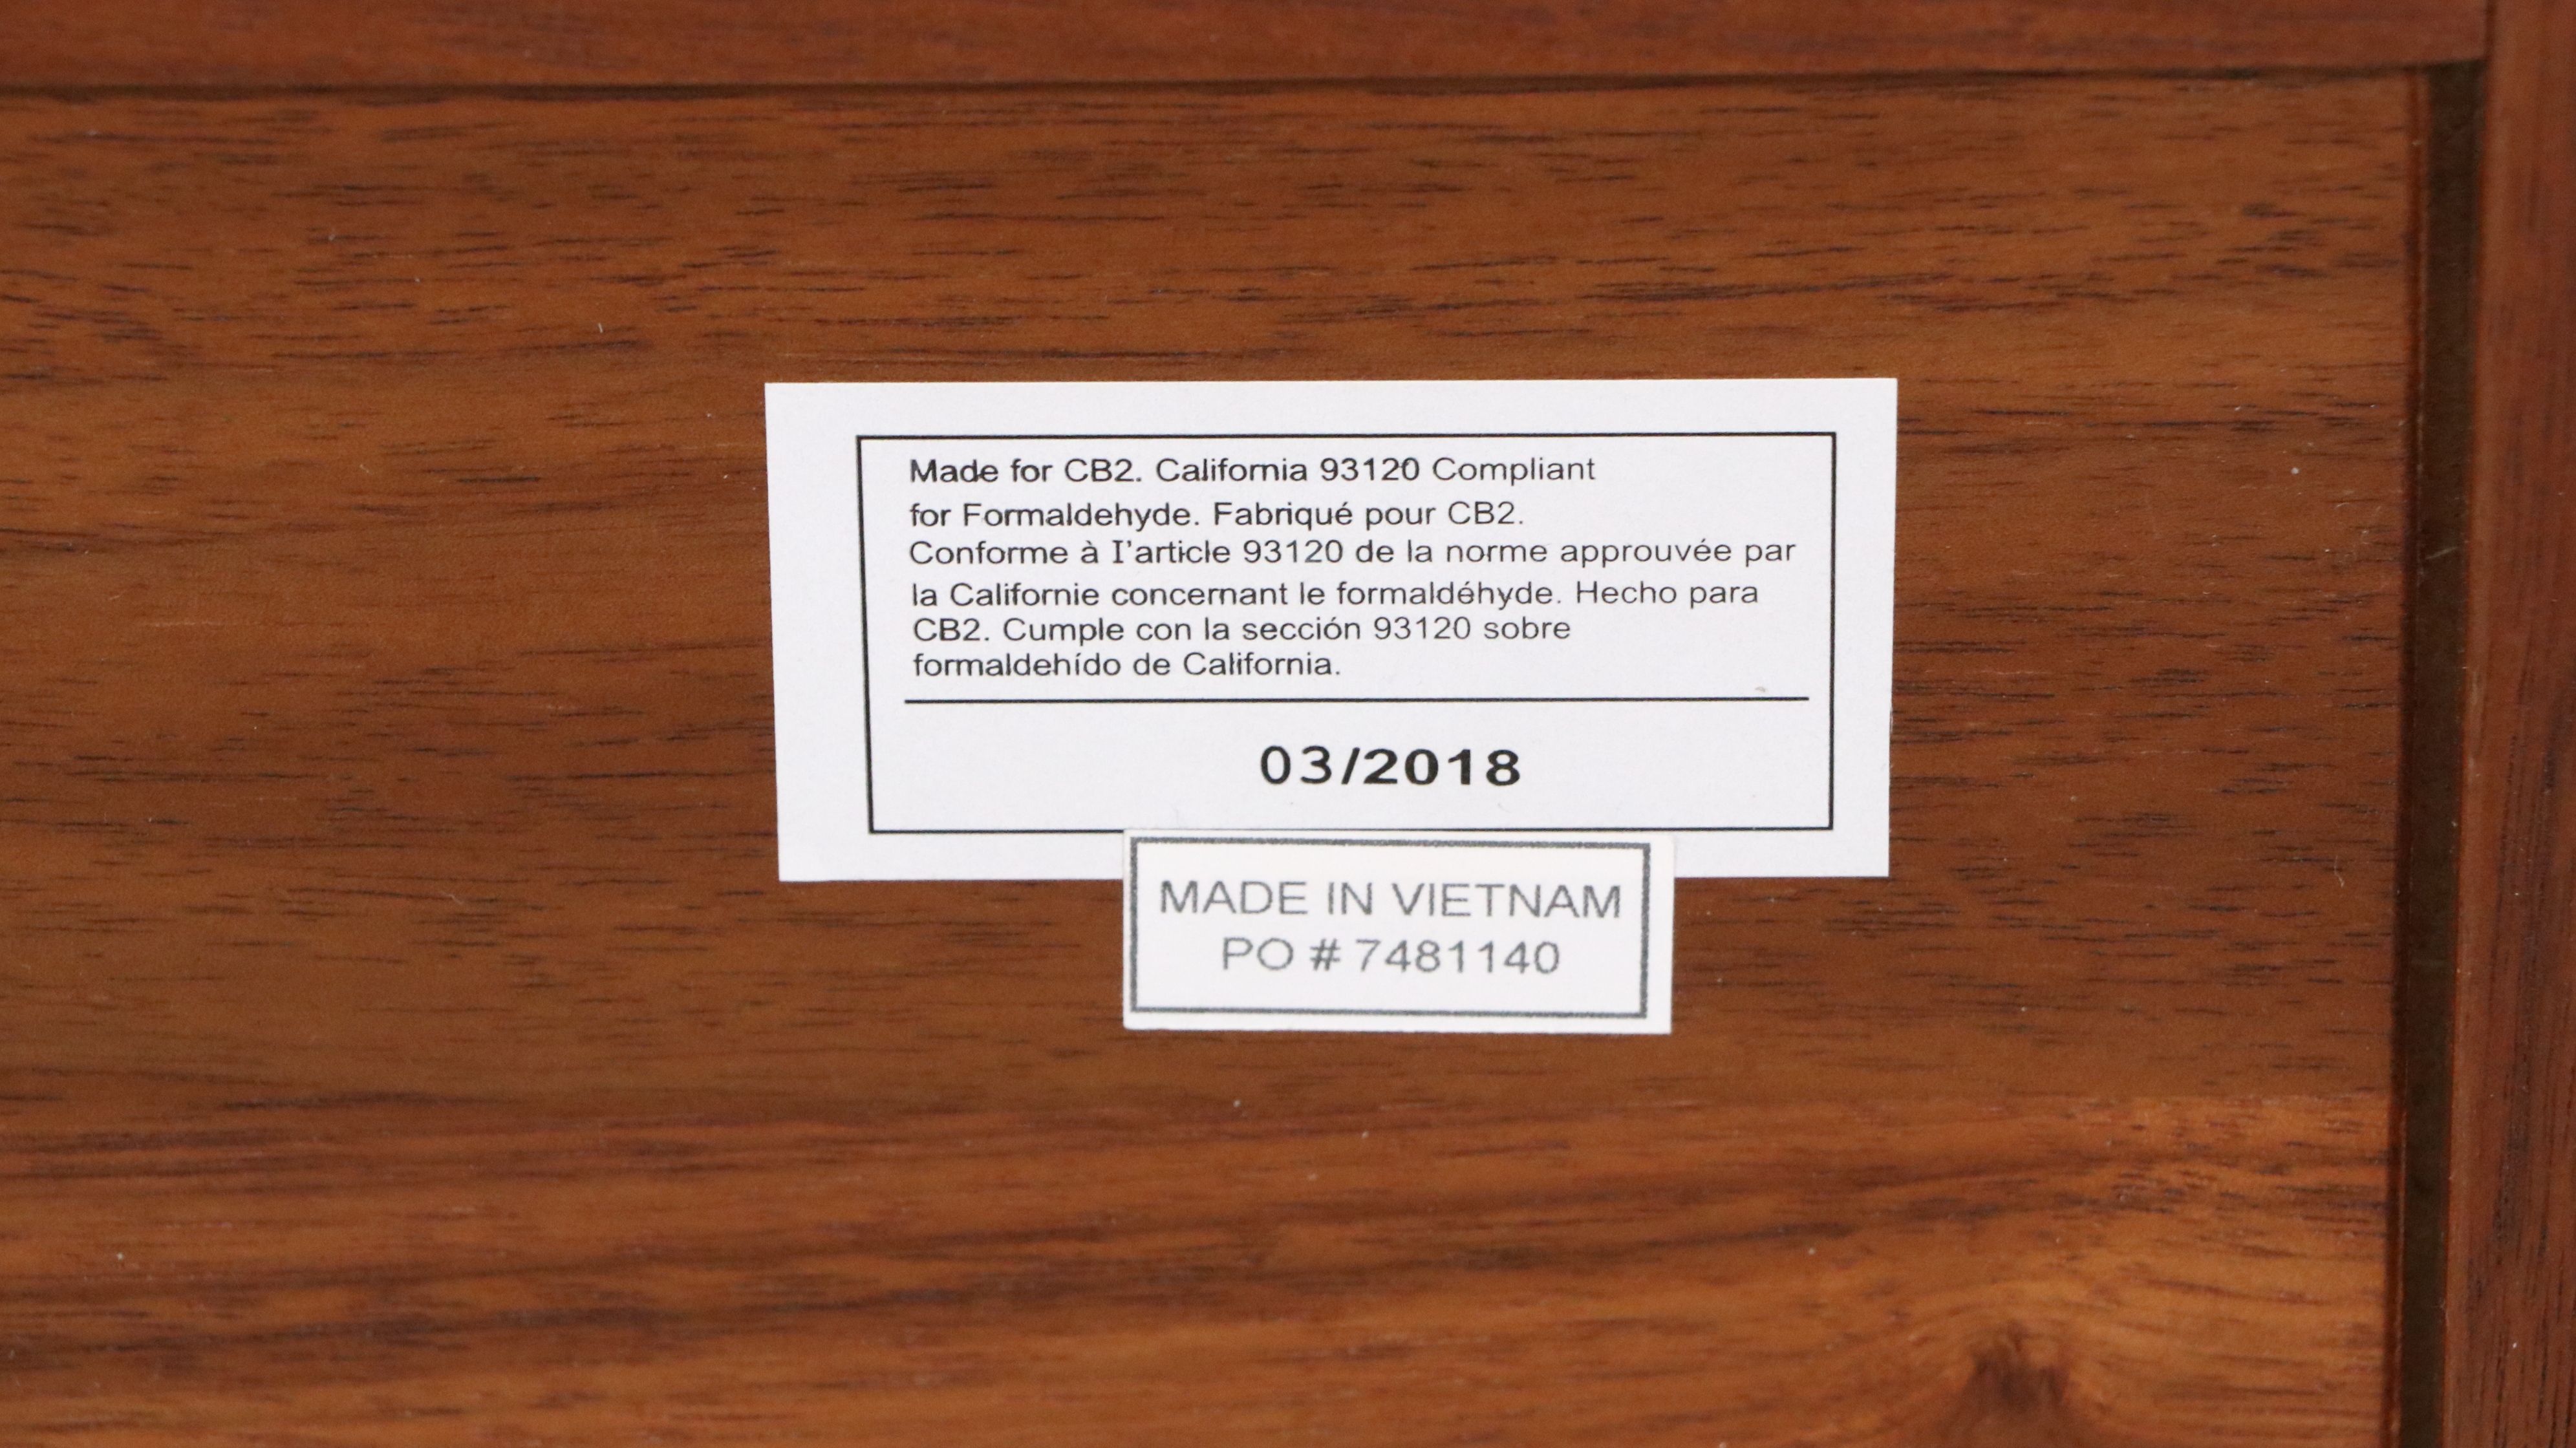 Made for CB2. California 93120 Compliant
for Formaldehyde. Fabriqué pour CB2.
Conforme à I'article 93120 de la norme approuvée par
la Californie concernant le formaldéhyde. Hecho para
CB2. Cumple con la sección 93120 sobre
formaldehído de California.
03/2018
MADE IN VIETNAM
PO # 7481140